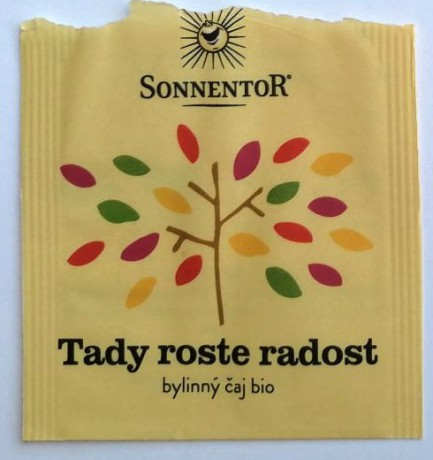 SONNENTOR®
Tady roste radost
bylinný čaj bio